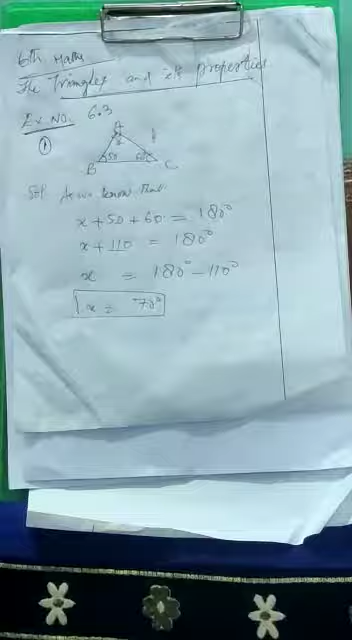 6th Maths
The Triangles and its Properties
Ex. No. 6.3
①
A
x
50 60
B C
Sol As we know that
x + 50 + 60 = 180°
x + 110 = 180°
x = 180° - 110°
x = 70°